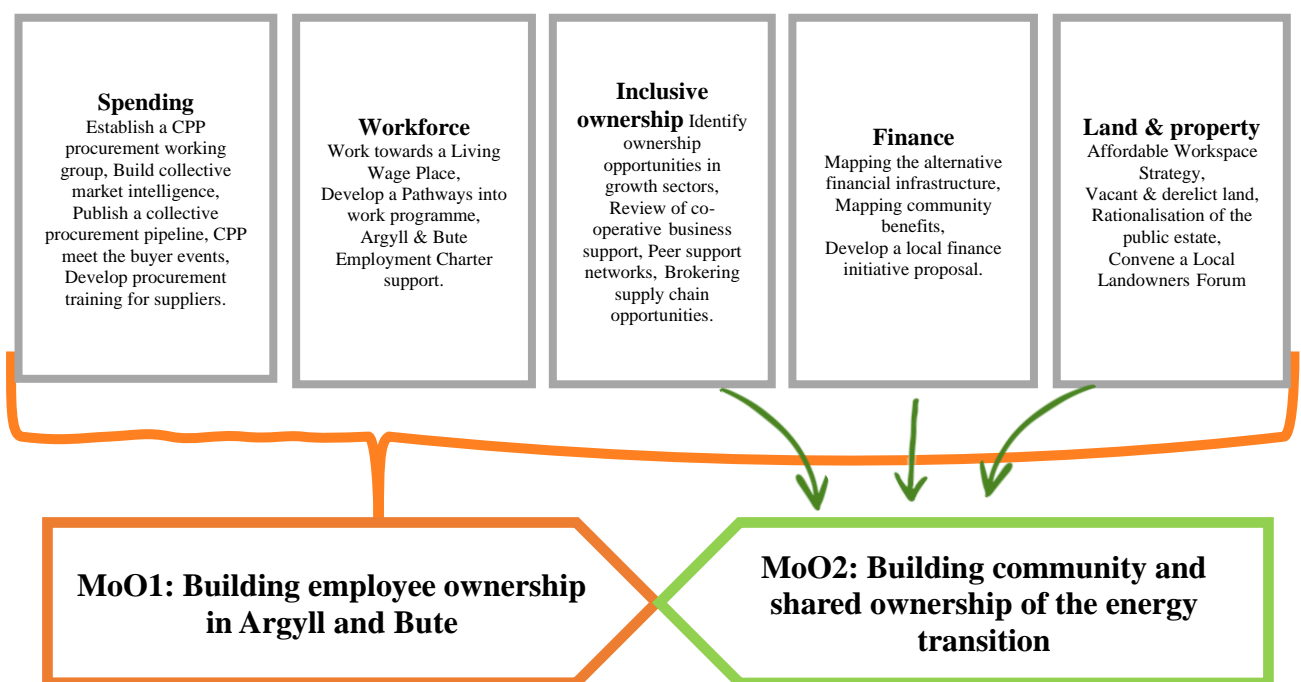 Spending
Establish a CPP
procurement working
group, Build collective
market intelligence,
Publish a collective
procurement pipeline, CPP
meet the buyer events,
Develop procurement
training for suppliers.
Workforce
Work towards a Living
Wage Place,
Develop a Pathways into
work programme,
Argyll & Bute
Employment Charter
support.
Inclusive
ownership Identify
ownership
opportunities in
growth sectors,
Review of co-
operative business
support, Peer support
networks, Brokering
supply chain
opportunities.
Finance
Mapping the alternative
financial infrastructure,
Mapping community
benefits,
Develop a local finance
initiative proposal.
Land & property
Affordable Workspace
Strategy,
Vacant & derelict land,
Rationalisation of the
public estate,
Convene a Local
Landowners Forum
MoO1: Building employee ownership
in Argyll and Bute
MoO2: Building community and
shared ownership of the energy
transition